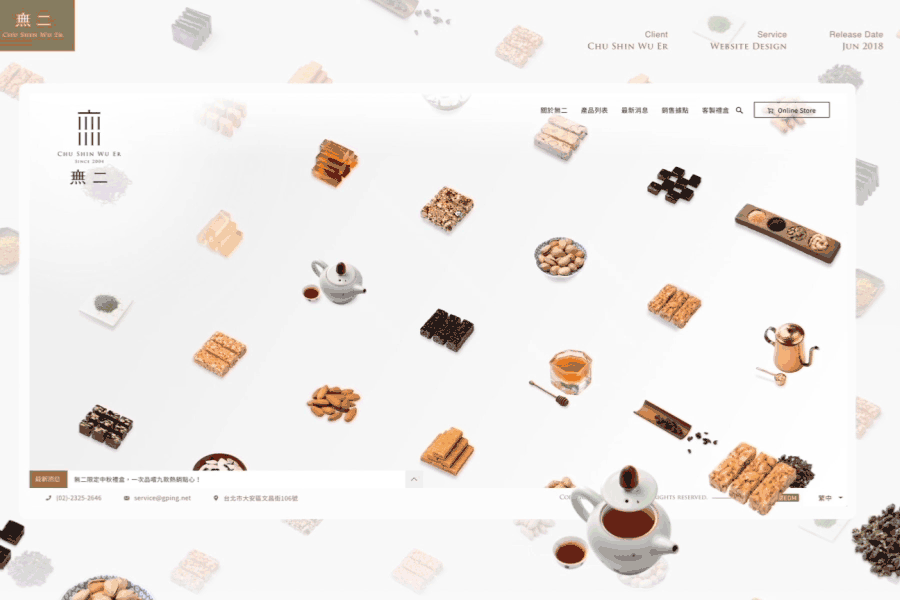 無二
CHU SHIN WU ER
Client
CHU SHIN WU ER
Service
WEBSITE DESIGN
Release Date
JUN 2018
CHU SHIN WU ER
SINCE 2004
無二
關於無二
產品列表
最新消息
銷售據點
客製禮盒
Online Store
最新消息
無二限定中秋禮盒,一次品嚐九款熱銷點心!
(02)-2325-2646
service@gping.net
台北市大安區文昌街106號
RIGHTS RESERVED.
繁中